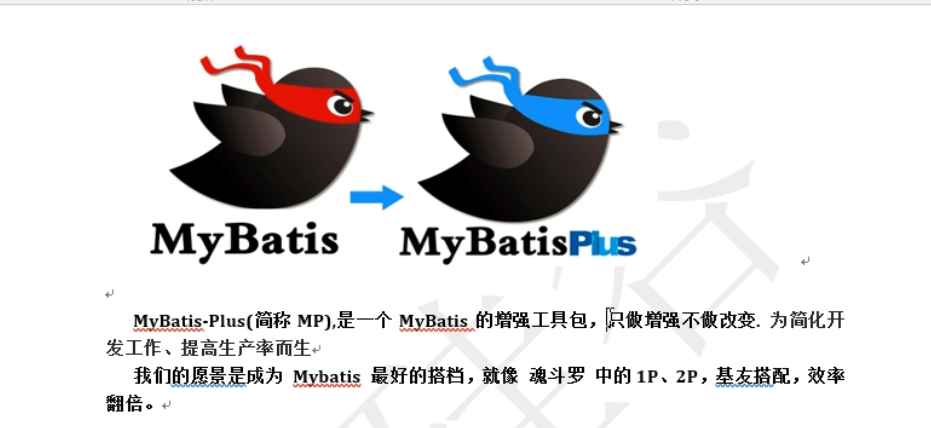 MyBatis
MyBatisPlus
MyBatis-Plus(简称 MP),是一个 MyBatis 的增强工具包，只做增强不做改变. 为简化开
发工作、提高生产率而生
我们的愿景是成为 Mybatis 最好的搭档，就像 魂斗罗 中的 1P、2P，基友搭配，效率
翻倍。